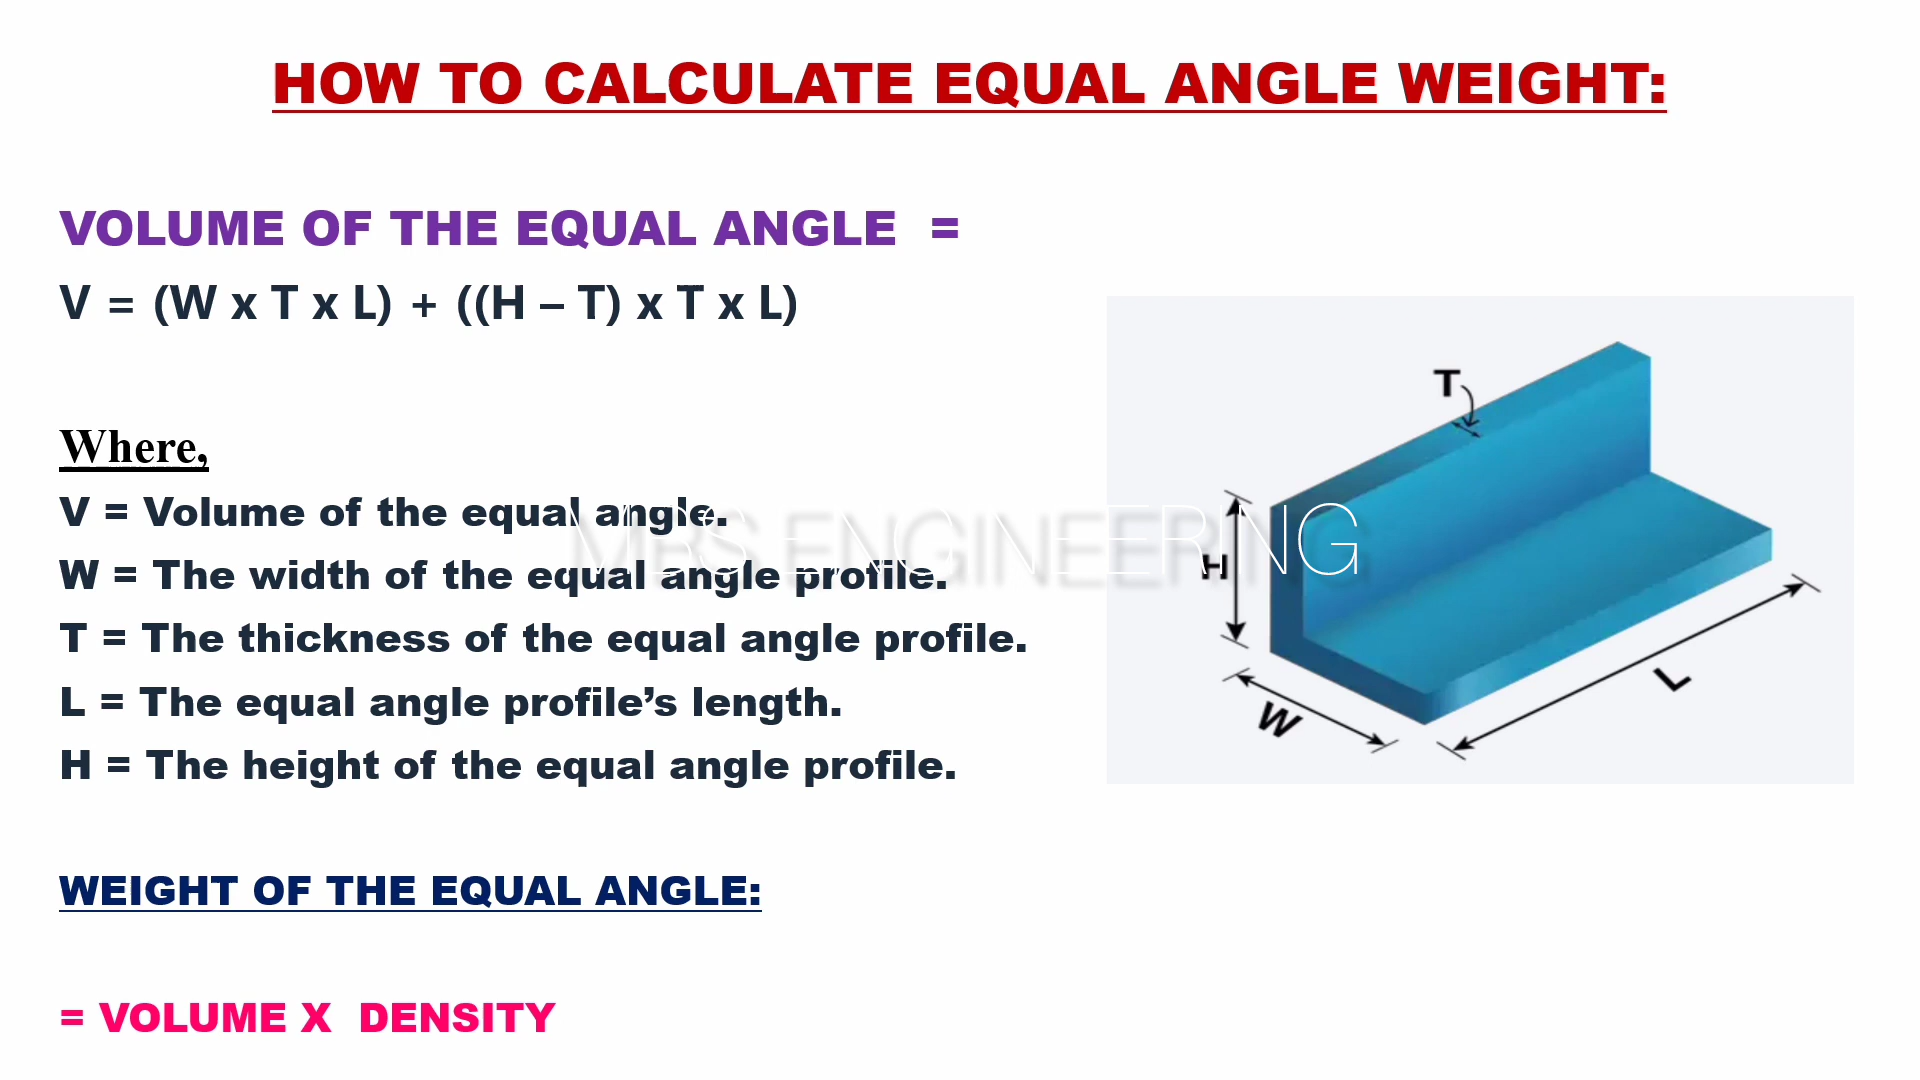 HOW TO CALCULATE EQUAL ANGLE WEIGHT:
VOLUME OF THE EQUAL ANGLE =
V = (W x T x L) + ((H – T) x T x L)
Where,
V = Volume of the equal angle.
W = The width of the equal angle profile.
T = The thickness of the equal angle profile.
L = The equal angle profile’s length.
H = The height of the equal angle profile.
WEIGHT OF THE EQUAL ANGLE:
= VOLUME X DENSITY
T
H
W
L
MBS ENGINEERING